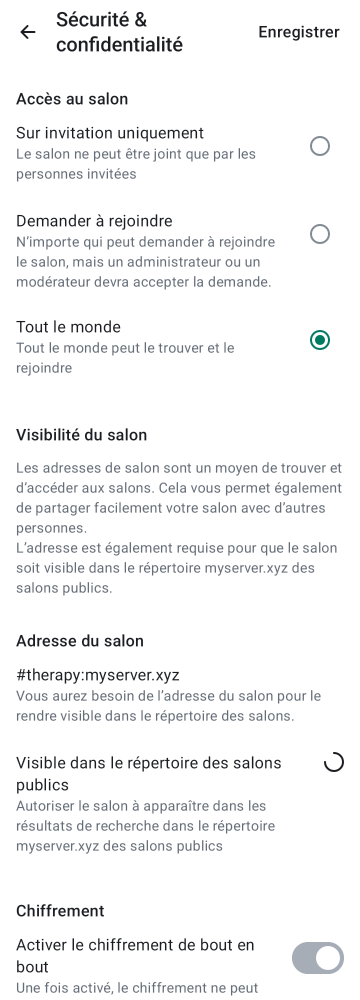 Sécurité &
confidentialité
Enregistrer
Accès au salon
Sur invitation uniquement
Le salon ne peut être joint que par les
personnes invitées
Demander à rejoindre
N’importe qui peut demander à rejoindre
le salon, mais un administrateur ou un
modérateur devra accepter la demande.
Tout le monde
Tout le monde peut le trouver et le
rejoindre
Visibilité du salon
Les adresses de salon sont un moyen de trouver et
d’accéder aux salons. Cela vous permet également
de partager facilement votre salon avec d’autres
personnes.
L’adresse est également requise pour que le salon
soit visible dans le répertoire myserver.xyz des
salons publics.
Adresse du salon
#therapy:myserver.xyz
Vous aurez besoin de l’adresse du salon pour le
rendre visible dans le répertoire des salons.
Visible dans le répertoire des salons
publics
Autoriser le salon à apparaître dans les
résultats de recherche dans le répertoire
myserver.xyz des salons publics
Chiffrement
Activer le chiffrement de bout en
bout
Une fois activé, le chiffrement ne peut